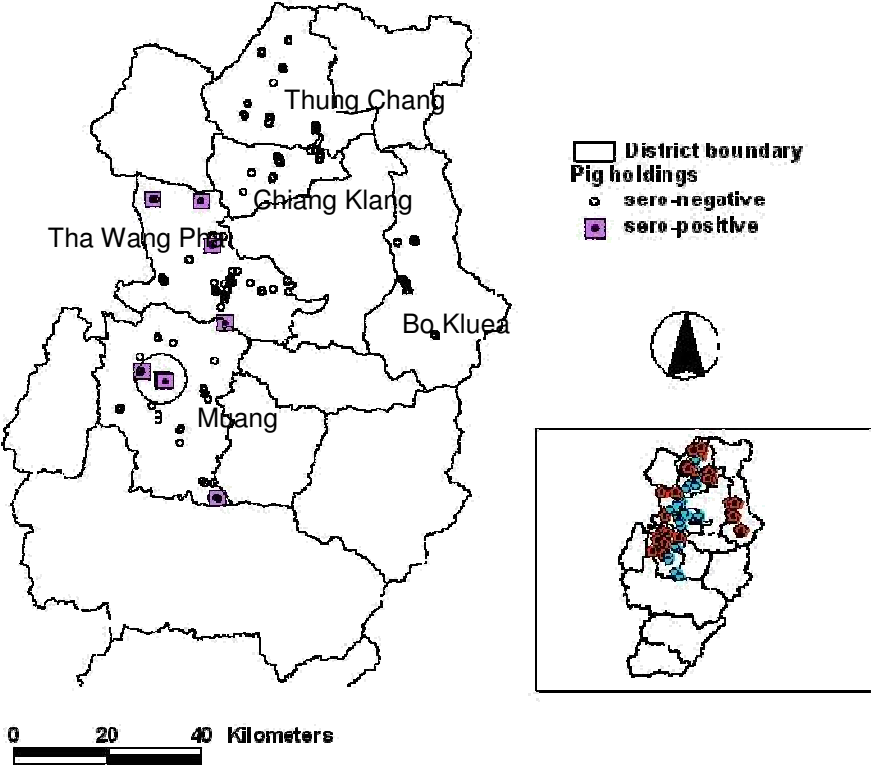 Thung Chang
District boundary
Pig holdings
sero-negative
sero-positive
Chiang Klang
Tha Wang Pha
Bo Kluea
Muang
0 20 40 Kilometers